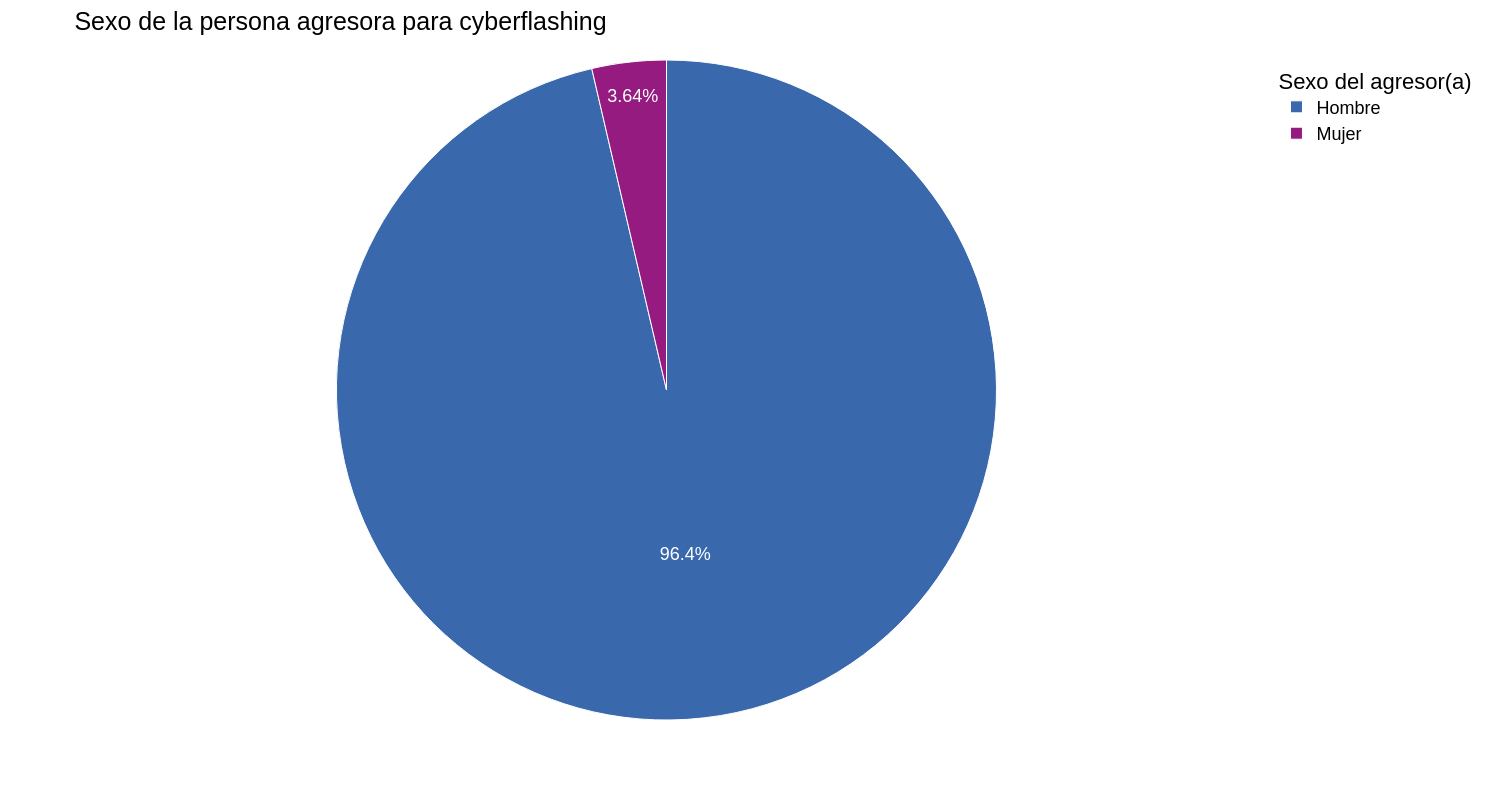 Sexo de la persona agresora para cyberflashing
Sexo del agresor(a)
Hombre
Mujer
3.64%
96.4%